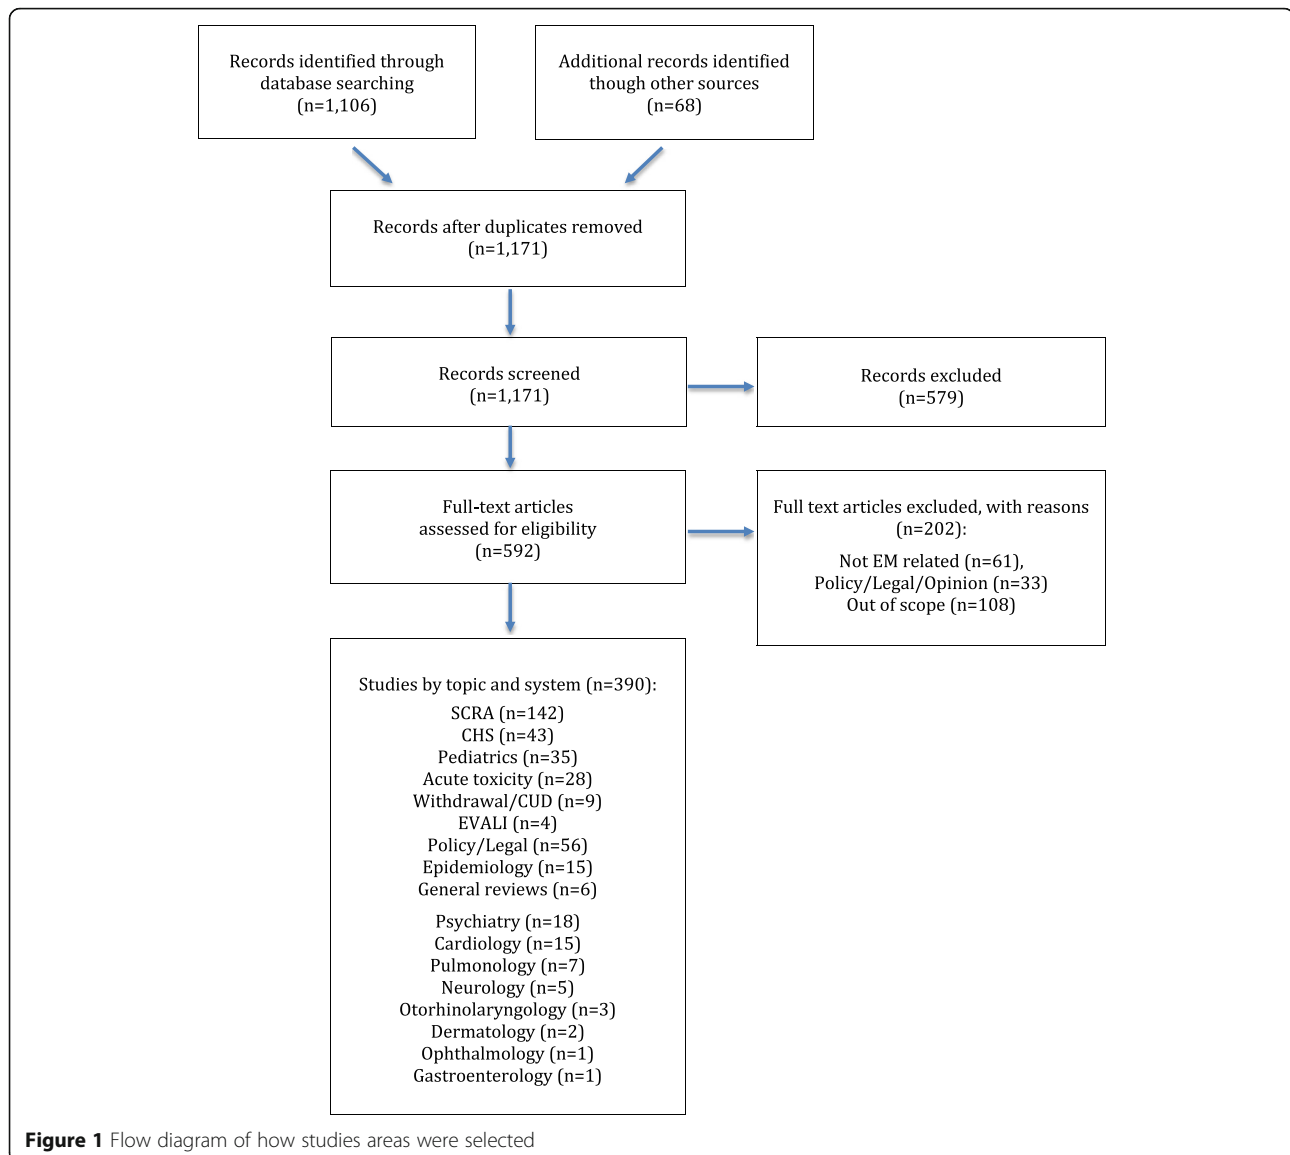 Records identified through
database searching
(n=1,106)
Additional records identified
though other sources
(n=68)
Records after duplicates removed
(n=1,171)
Records screened
(n=1,171)
Records excluded
(n=579)
Full-text articles
assessed for eligibility
(n=592)
Full text articles excluded, with reasons
(n=202):
Not EM related (n=61),
Policy/Legal/Opinion (n=33)
Out of scope (n=108)
Studies by topic and system (n=390):
SCRA (n=142)
CHS (n=43)
Pediatrics (n=35)
Acute toxicity (n=28)
Withdrawal/CUD (n=9)
EVALI (n=4)
Policy/Legal (n=56)
Epidemiology (n=15)
General reviews (n=6)
Psychiatry (n=18)
Cardiology (n=15)
Pulmonology (n=7)
Neurology (n=5)
Otorhinolaryngology (n=3)
Dermatology (n=2)
Ophthalmology (n=1)
Gastroenterology (n=1)
Figure 1 Flow diagram of how studies areas were selected